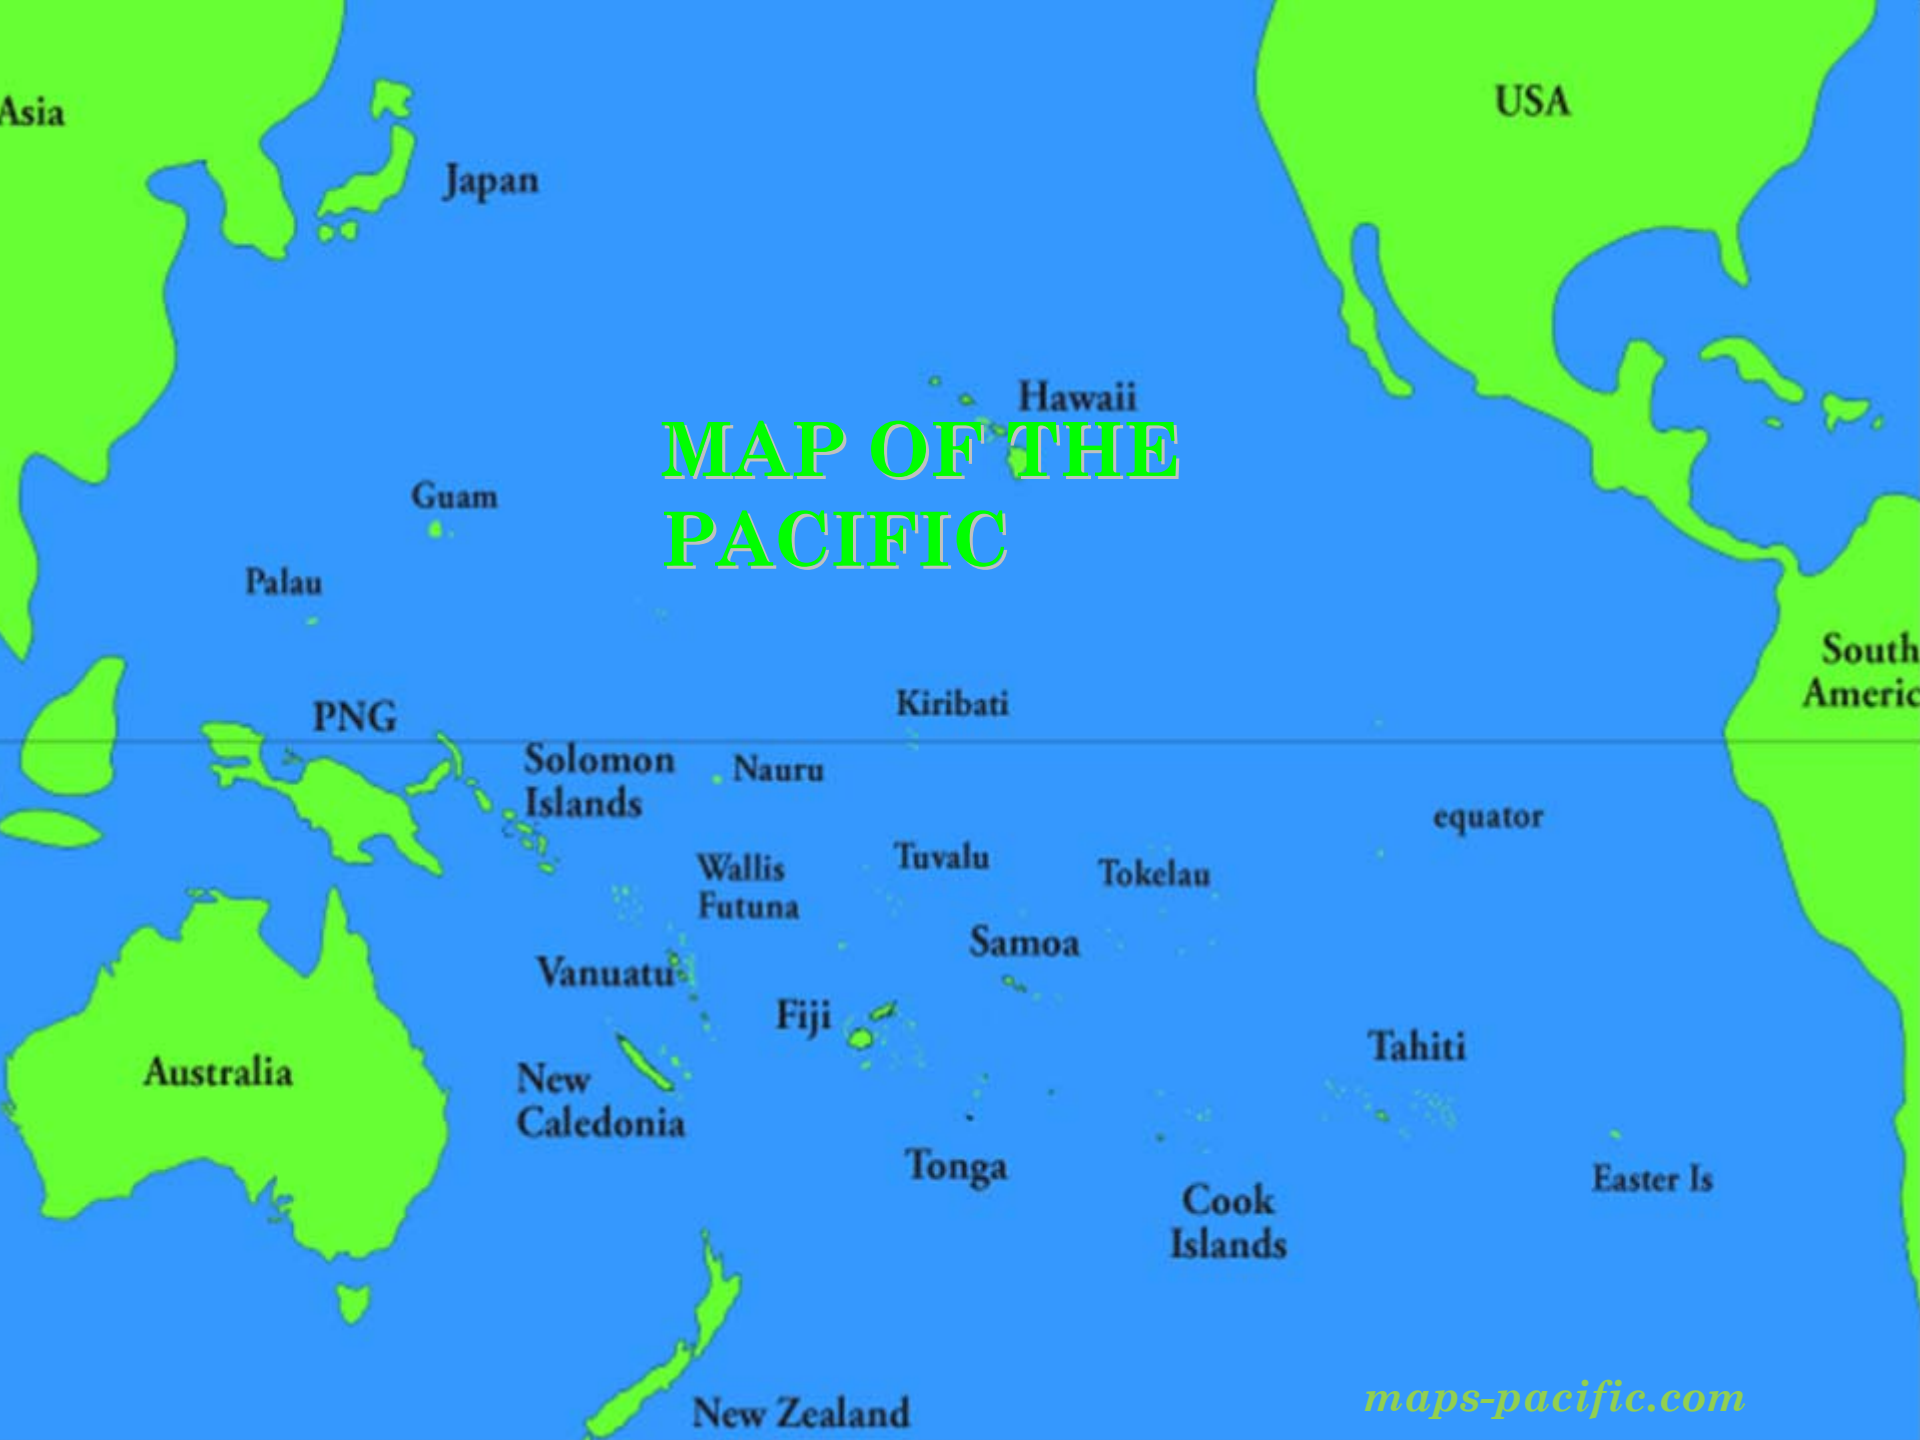 USA
Asia
Japan
Hawaii
MAP OF THE
PACIFIC
Guam
Palau
South
Americ
Kiribati
PNG
Solomon
Islands
Nauru
equator
Wallis
Futuna
Tuvalu
Tokelau
Samoa
Vanuatu
Fiji
Tahiti
Australia
New
Caledonia
Tonga
Easter Is
Cook
Islands
New Zealand
maps-pacific.com